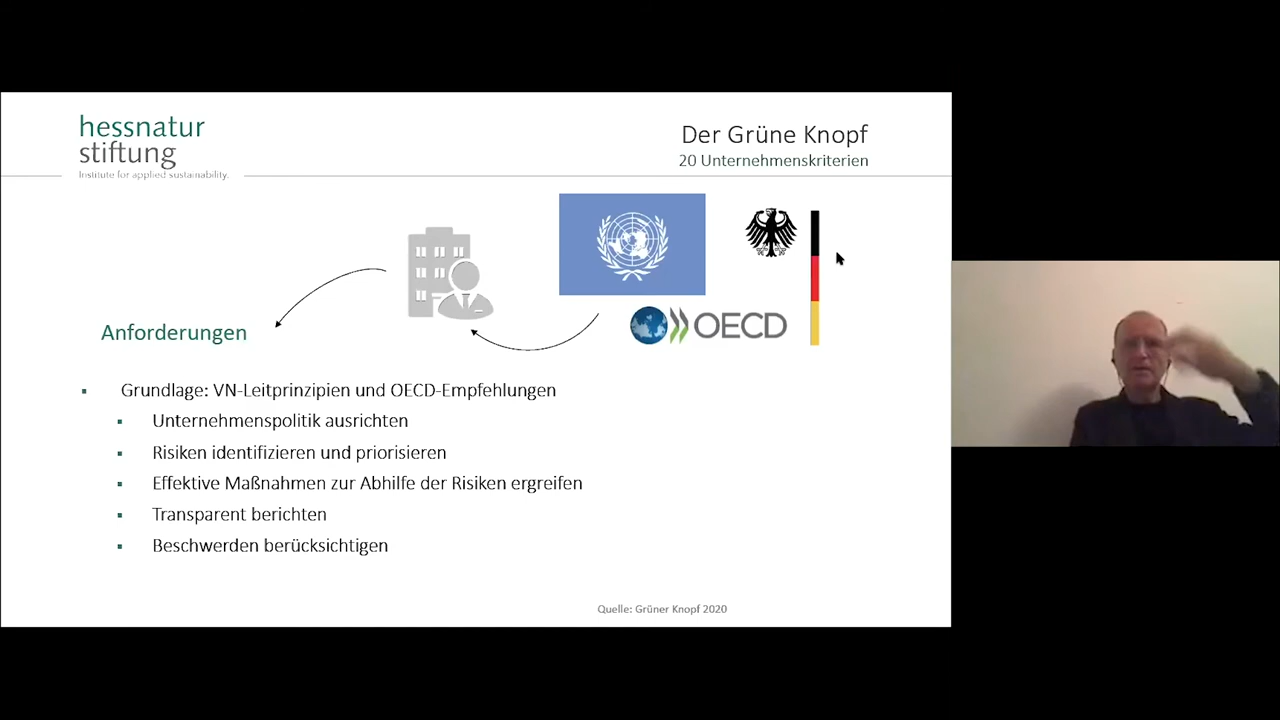 hessnatur
stiftung
Institute for applied sustainability.
Der Grüne Knopf
20 Unternehmenskriterien
OECD
Anforderungen
Grundlage: VN-Leitprinzipien und OECD-Empfehlungen
Unternehmenspolitik ausrichten
Risiken identifizieren und priorisieren
Effektive Maßnahmen zur Abhilfe der Risiken ergreifen
Transparent berichten
Beschwerden berücksichtigen
Quelle: Grüner Knopf 2020